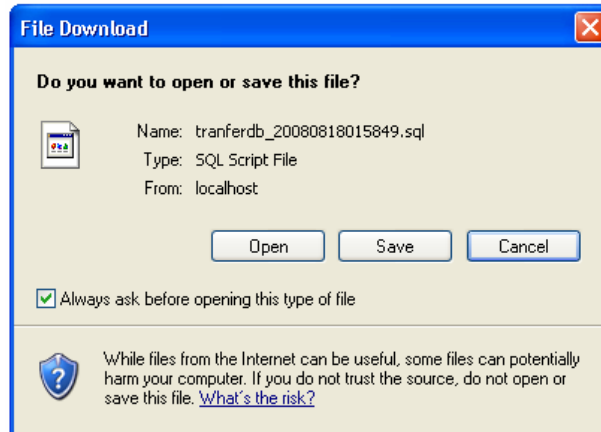 File Download
Do you want to open or save this file?
Name: tranferdb_20080818015849.sql
Type: SQL Script File
From: localhost
Open Save Cancel
Always ask before opening this type of file
While files from the Internet can be useful, some files can potentially
harm your computer. If you do not trust the source, do not open or
save this file. What's the risk?